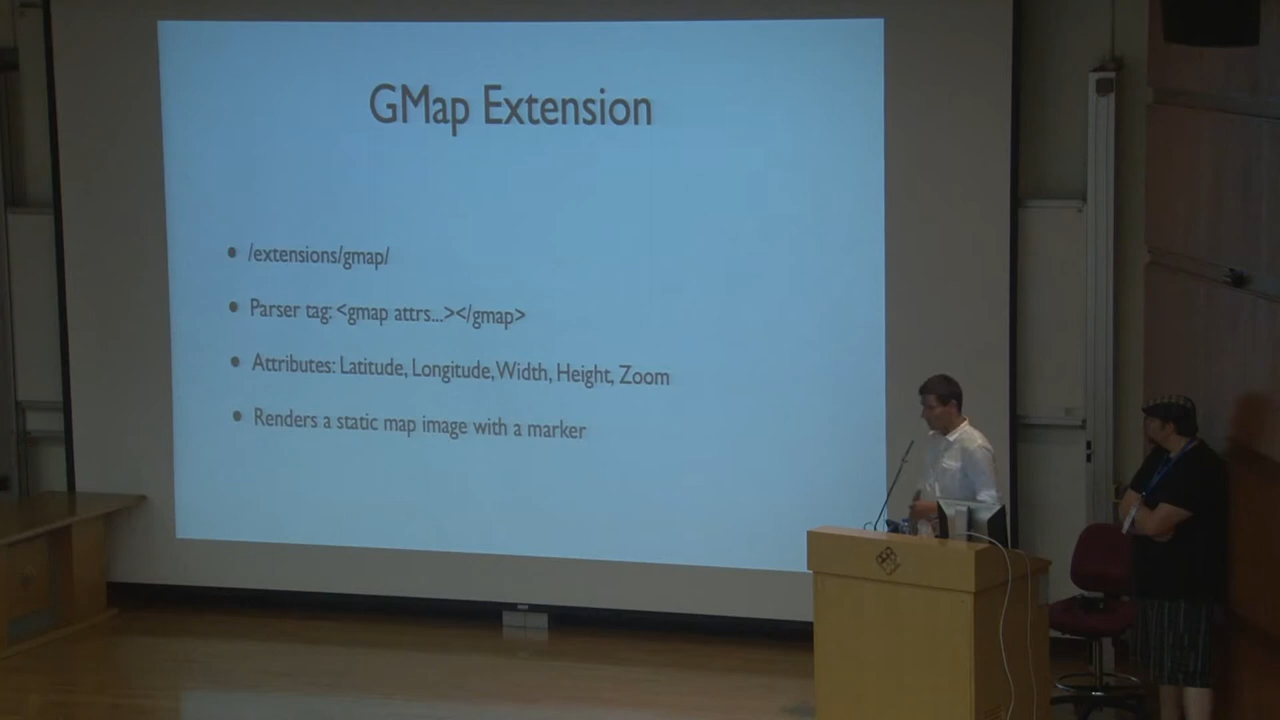 GMap Extension
/extensions/gmap/
Parser tag: <gmap attrs...></gmap>
Attributes: Latitude, Longitude, Width, Height, Zoom
Renders a static map image with a marker